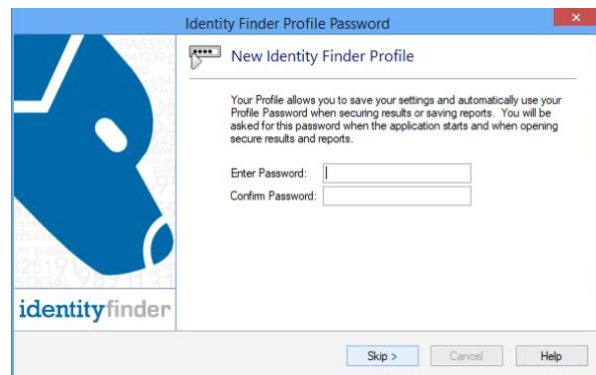 Identity Finder Profile Password
New Identity Finder Profile
Your Profile allows you to save your settings and automatically use your
Profile Password when securing results or saving reports. You will be
asked for this password when the application starts and when opening
secure results and reports.
Enter Password:
Confirm Password:
PASSW
SOCIAL
identityfinder
Skip >
Cancel
Help